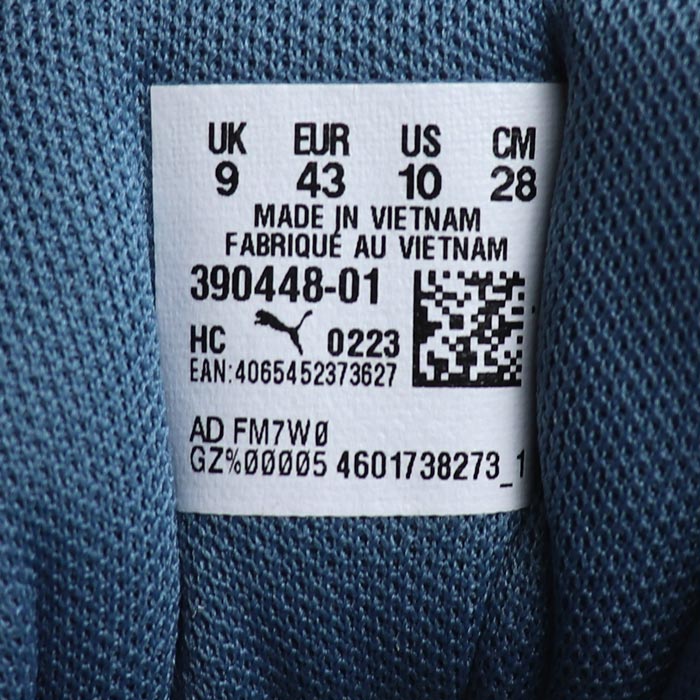 UK EUR US CM
9 43 10 28
MADE IN VIETNAM
FABRIQUÉ AU VIETNAM
390448-01
HC 0223
EAN:4065452373627
AD FM7W0
GZ%00005 4601738273_1